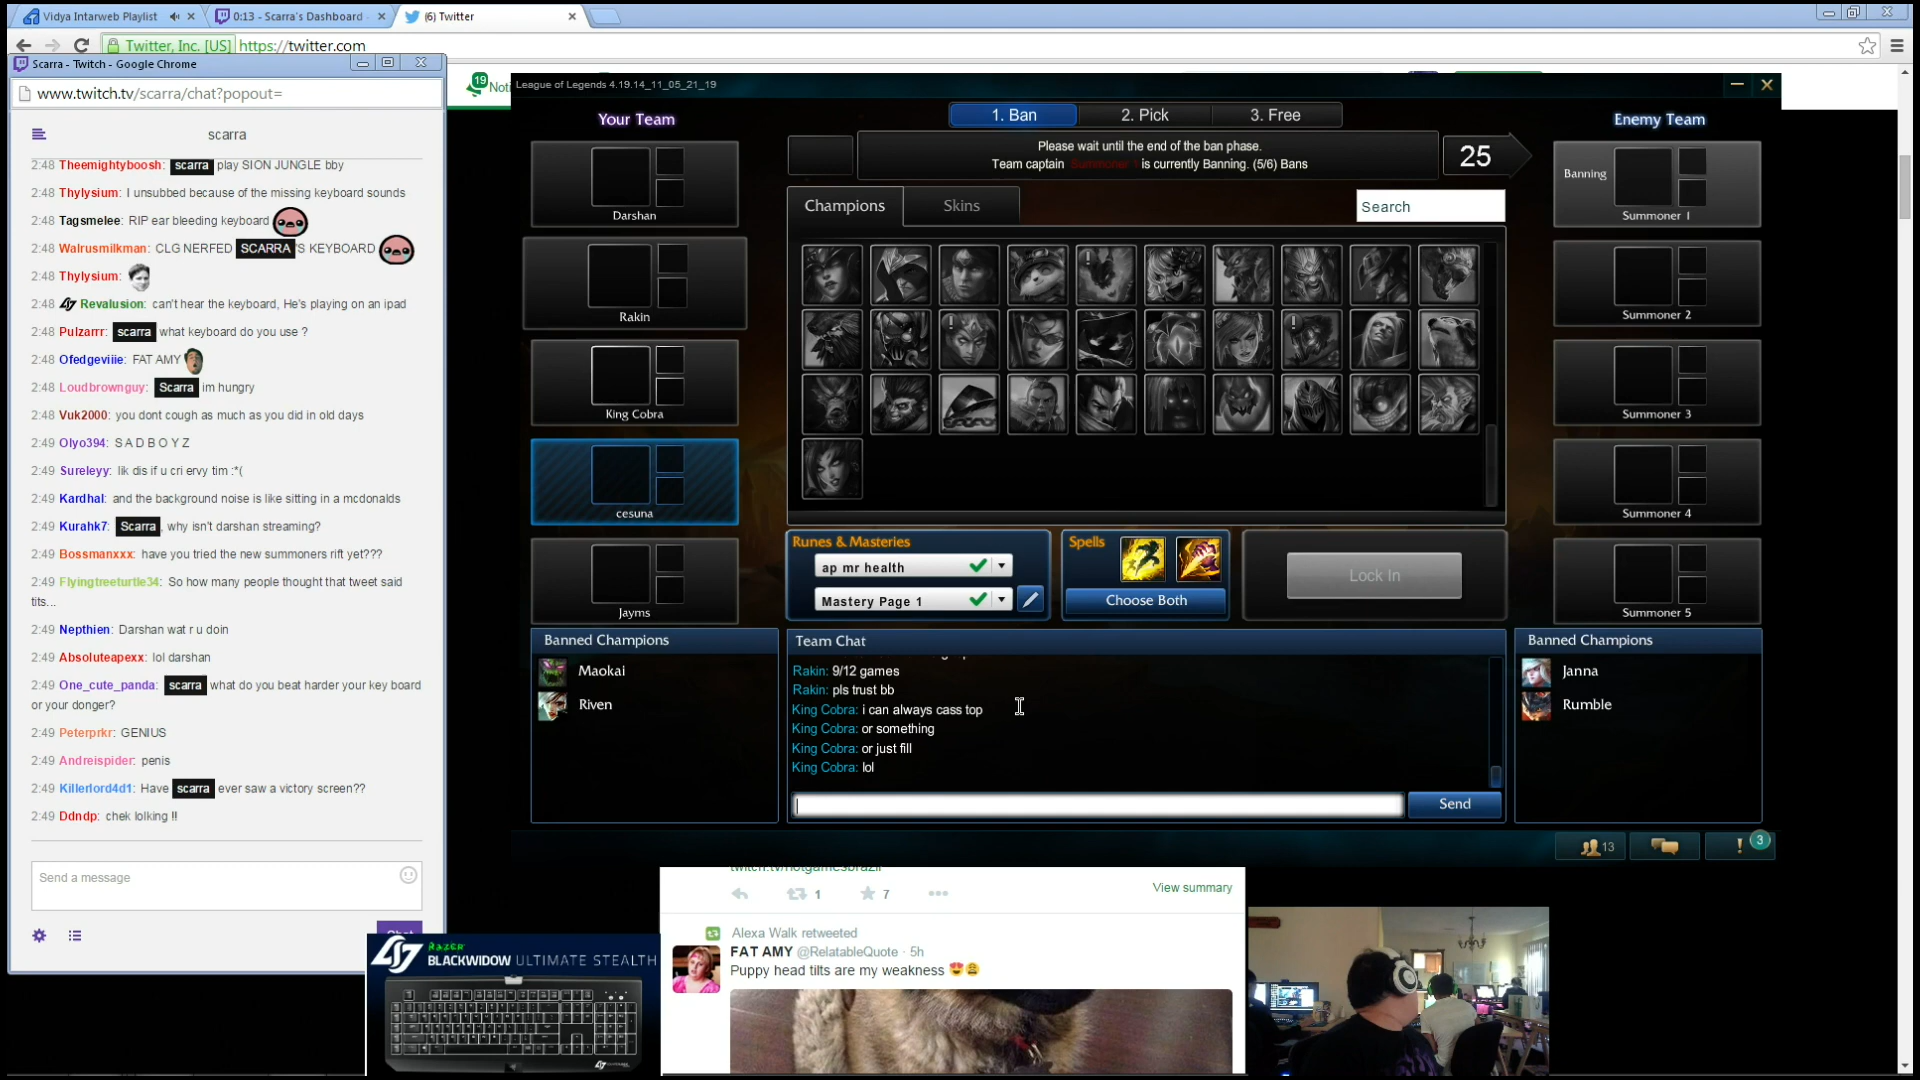 Vidya Intarweb Playlist
0:13 - Scarra's Dashboard
(6) Twitter
Twitter, Inc. [US] https://twitter.com
Scarra - Twitch - Google Chrome
www.twitch.tv/scarra/chat?popout=
scarra
2:48 Theemightyboosh: scarra play SION JUNGLE bby
2:48 Thylysium: I unsubbed because of the missing keyboard sounds
2:48 Tagsmelee: RIP ear bleeding keyboard
2:48 Walrusmilkman: CLG NERFED SCARRA'S KEYBOARD
2:48 Thylysium:
2:48 Revalusion: can't hear the keyboard, He's playing on an ipad
2:48 Pulzarrr: scarra what keyboard do you use ?
2:48 Ofedgeviiie: FAT AMY
2:48 Loudbrownguy: Scarra im hungry
2:48 Vuk2000: you dont cough as much as you did in old days
2:49 Olyo394: S A D B O Y Z
2:49 Sureleyy: lik dis if u cri ervy tim :*(
2:49 Kardhal: and the background noise is like sitting in a mcdonalds
2:49 Kurahk7: Scarra, why isn't darshan streaming?
2:49 Bossmanxxx: have you tried the new summoners rift yet???
2:49 Flyingtreeturtle34: So how many people thought that tweet said
tits...
2:49 Nepthien: Darshan wat r u doin
2:49 Absoluteapexx: lol darshan
2:49 One_cute_panda: scarra what do you beat harder your key board
or your donger?
2:49 Peterprkr: GENIUS
2:49 Andreispider: penis
2:49 Killerlord4d1: Have scarra ever saw a victory screen??
2:49 Ddndp: chek lolking !!
Send a message
19
League of Legends 4.19.14_11_05_21_19
Your Team
1. Ban
2. Pick
3. Free
Enemy Team
Please wait until the end of the ban phase.
Team captain Summoner 1 is currently Banning. (5/6) Bans
25
Darshan
Rakin
King Cobra
cesuna
Jayms
Champions
Skins
Search
Banning
Summoner 1
Summoner 2
Summoner 3
Summoner 4
Summoner 5
Runes & Masteries
ap mr health
Mastery Page 1
Spells
Choose Both
Lock In
Banned Champions
Maokai
Riven
Team Chat
Rakin: 9/12 games
Rakin: pls trust bb
King Cobra: i can always cass top
King Cobra: or something
King Cobra: or just fill
King Cobra: lol
Send
Banned Champions
Janna
Rumble
13
3
1
7
View summary
Alexa Walk retweeted
FAT AMY @RelatableQuote · 5h
Puppy head tilts are my weakness
RAZER
BLACKWIDOW ULTIMATE STEALTH